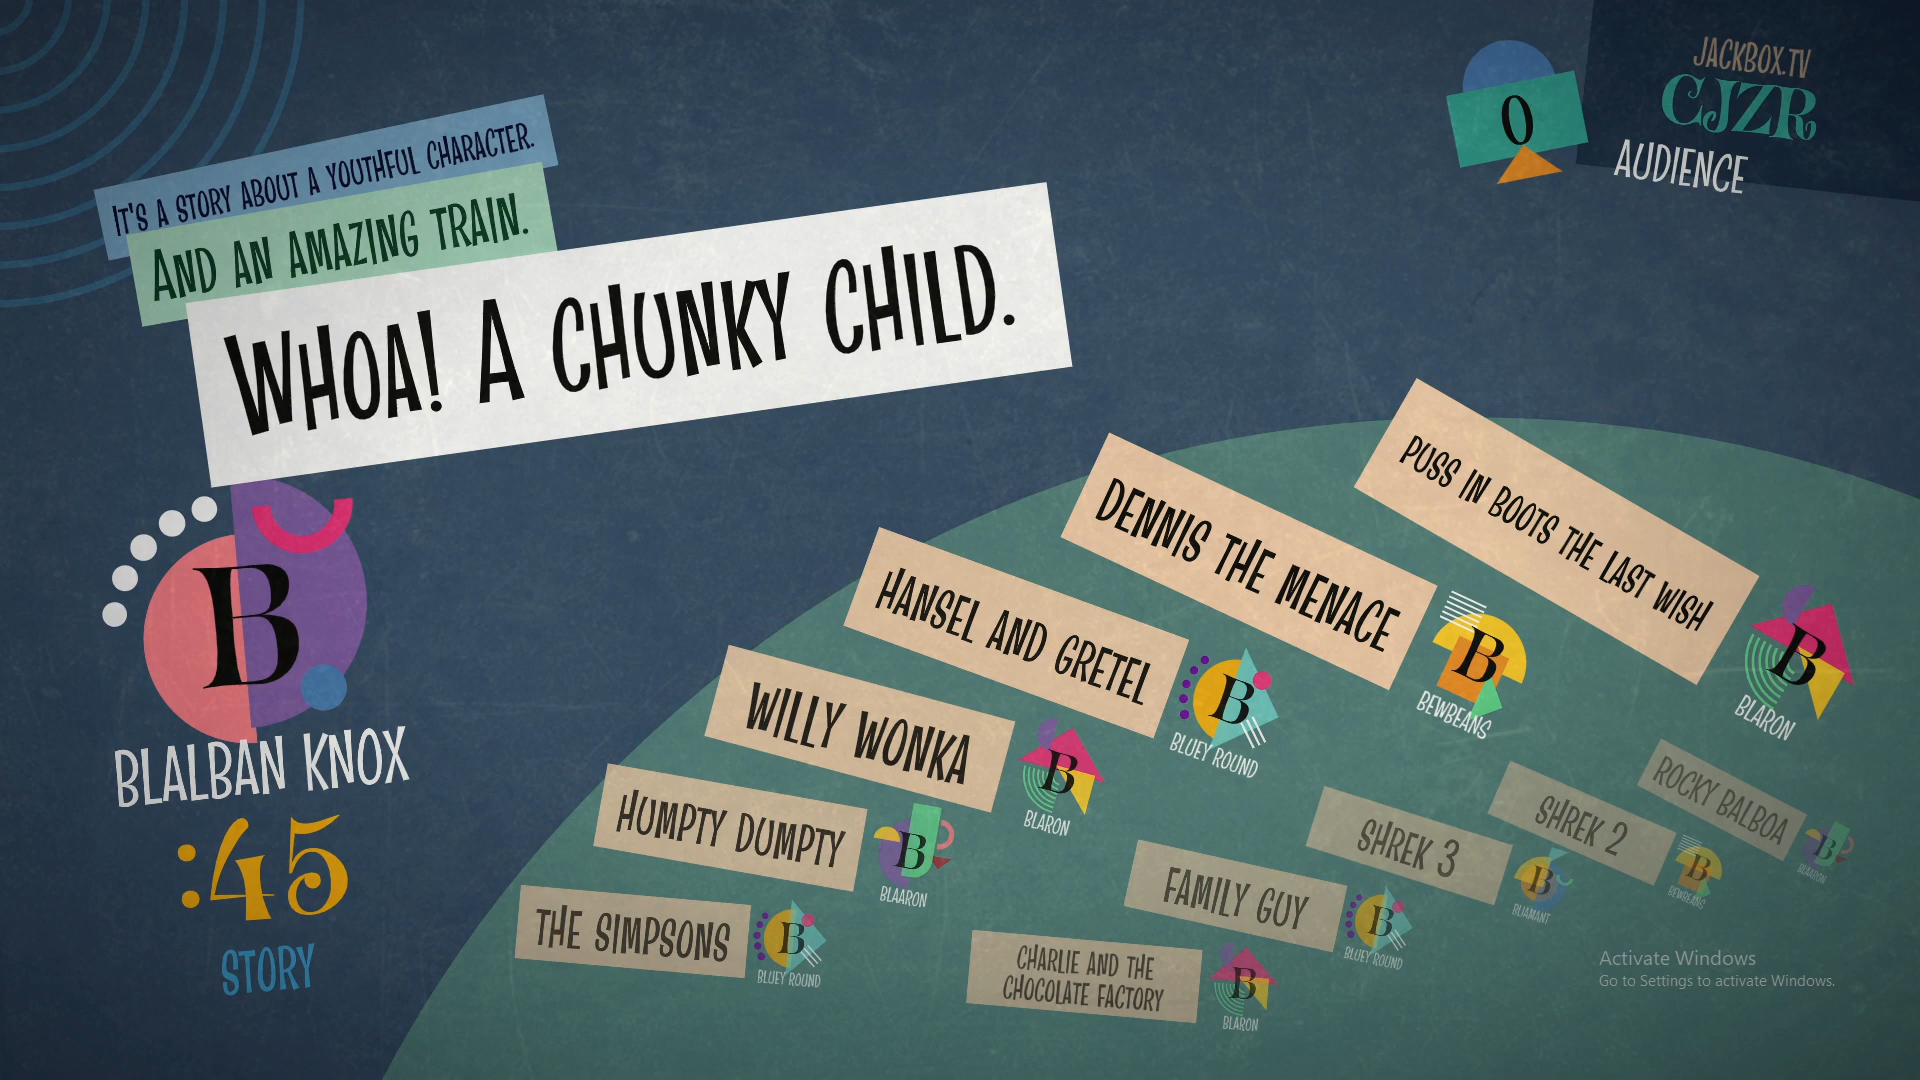 JACKBOX.TV
CJZR
0
AUDIENCE
IT'S A STORY ABOUT A YOUTHFUL CHARACTER.
AND AN AMAZING TRAIN.
WHOA! A CHUNKY CHILD.
B
BLALBAN KNOX
:45
STORY
PUSS IN BOOTS THE LAST WISH
B
BLARON
DENNIS THE MENACE
B
BEWBEANS
HANSEL AND GRETEL
B
BLUEY ROUND
WILLY WONKA
B
BLARON
HUMPTY DUMPTY
B
BLAARON
THE SIMPSONS
B
BLUEY ROUND
ROCKY BALBOA
B
BLAARON
SHREK 2
B
BEWBEANS
SHREK 3
B
BLIAMANT
FAMILY GUY
B
BLUEY ROUND
CHARLIE AND THE
CHOCOLATE FACTORY
B
BLARON
Activate Windows
Go to Settings to activate Windows.